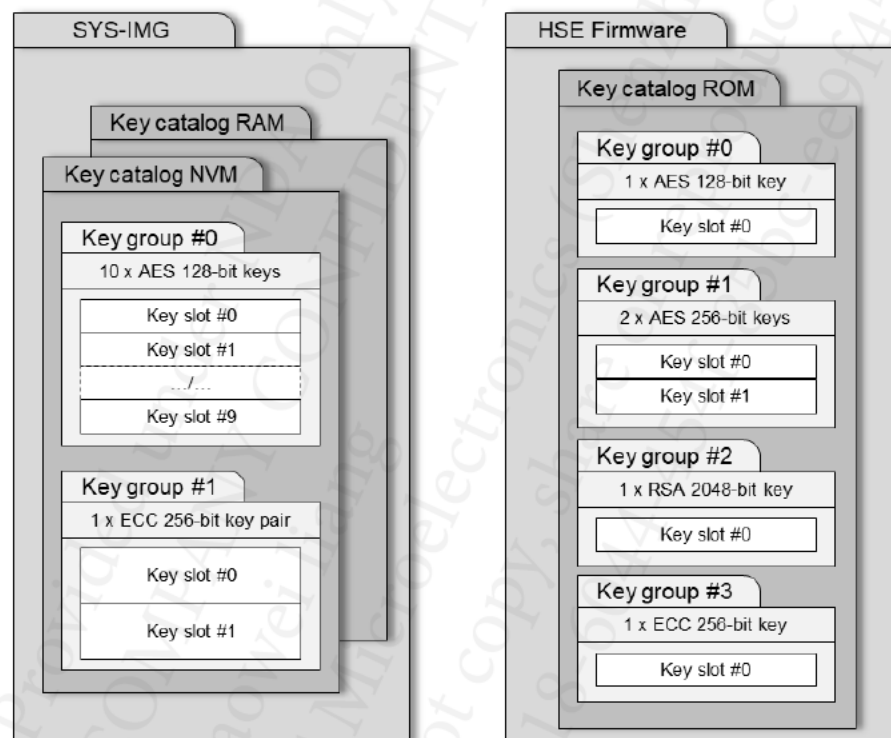 SYS-IMG
Key catalog RAM
Key catalog NVM
Key group #0
10 x AES 128-bit keys
Key slot #0
Key slot #1
.../...
Key slot #9
Key group #1
1 x ECC 256-bit key pair
Key slot #0
Key slot #1
HSE Firmware
Key catalog ROM
Key group #0
1 x AES 128-bit key
Key slot #0
Key group #1
2 x AES 256-bit keys
Key slot #0
Key slot #1
Key group #2
1 x RSA 2048-bit key
Key slot #0
Key group #3
1 x ECC 256-bit key
Key slot #0